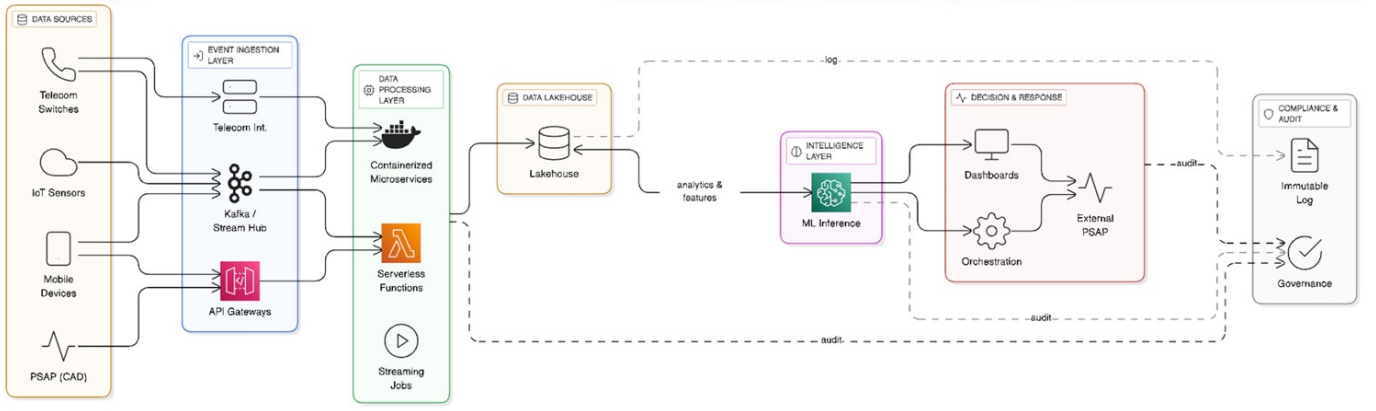 DATA SOURCES
Telecom
Switches
IoT Sensors
Mobile
Devices
PSAP (CAD)
EVENT INGESTION
LAYER
Telecom Int.
Kafka /
Stream Hub
API Gateways
DATA
PROCESSING
LAYER
Containerized
Microservices
Serverless
Functions
Streaming
Jobs
DATA LAKEHOUSE
Lakehouse
log
analytics &
features
INTELLIGENCE
LAYER
ML Inference
DECISION & RESPONSE
Dashboards
Orchestration
External
PSAP
audit
audit
audit
COMPLIANCE &
AUDIT
Immutable
Log
Governance